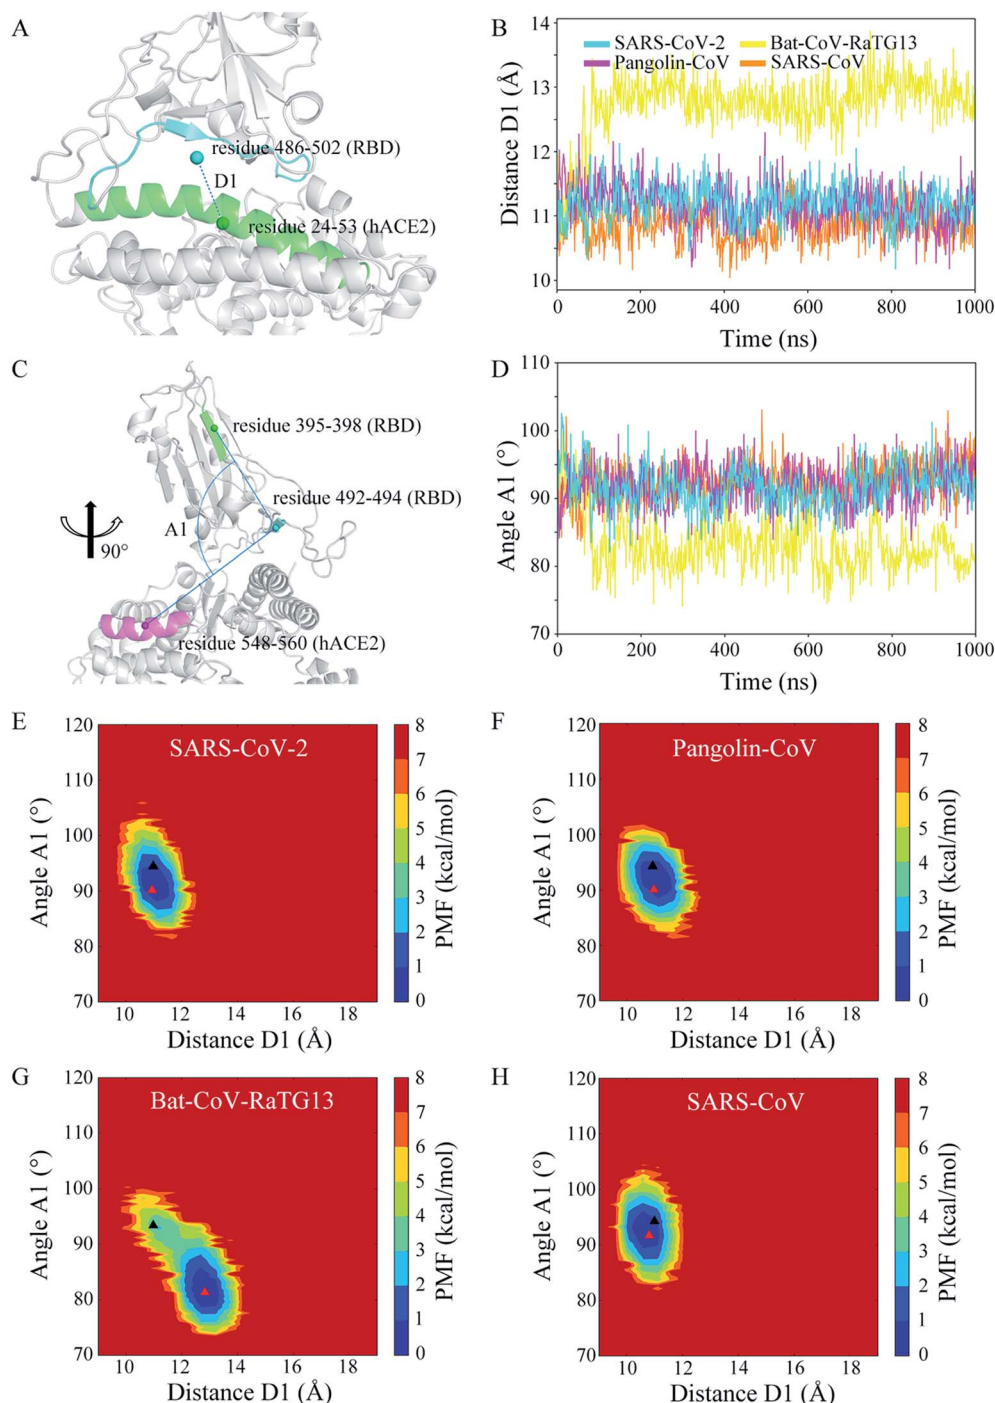 A
residue 486-502 (RBD)
D1
residue 24-53 (hACE2)
B
14
13
12
11
10
Distance D1 (Å)
SARS-CoV-2
Bat-CoV-RaTG13
Pangolin-CoV
SARS-CoV
0 200 400 600 800 1000
Time (ns)
C
residue 395-398 (RBD)
residue 492-494 (RBD)
A1
90°
residue 548-560 (hACE2)
D
110
100
90
80
70
Angle A1 (°)
0 200 400 600 800 1000
Time (ns)
E
SARS-CoV-2
120
110
100
90
80
70
Angle A1 (°)
10 12 14 16 18
Distance D1 (Å)
8
7
6
5
4
3
2
1
0
PMF (kcal/mol)
F
Pangolin-CoV
120
110
100
90
80
70
Angle A1 (°)
10 12 14 16 18
Distance D1 (Å)
8
7
6
5
4
3
2
1
0
PMF (kcal/mol)
G
Bat-CoV-RaTG13
120
110
100
90
80
70
Angle A1 (°)
10 12 14 16 18
Distance D1 (Å)
8
7
6
5
4
3
2
1
0
PMF (kcal/mol)
H
SARS-CoV
120
110
100
90
80
70
Angle A1 (°)
10 12 14 16 18
Distance D1 (Å)
8
7
6
5
4
3
2
1
0
PMF (kcal/mol)